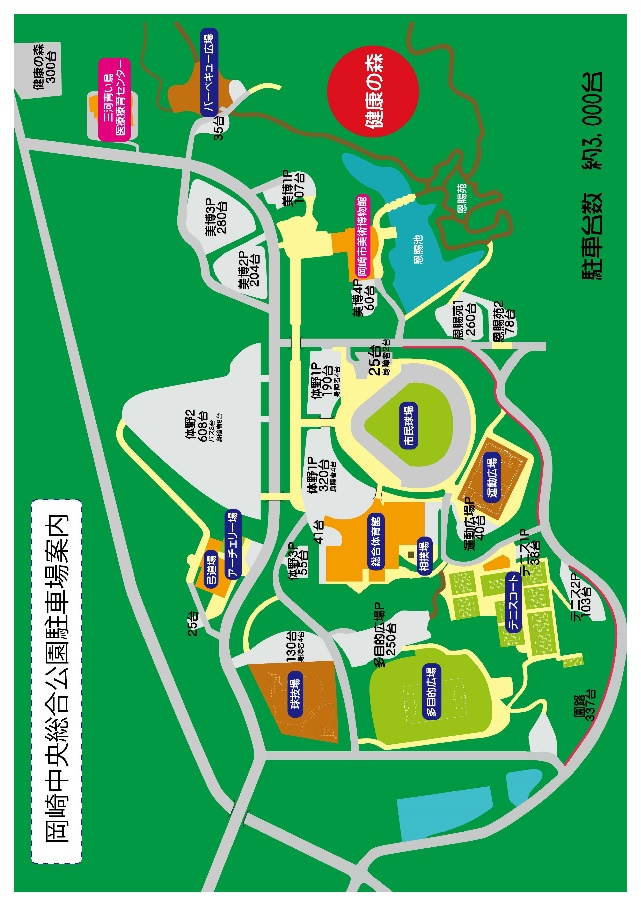 岡崎中央総合公園駐車場案内
駐車台数　約3,000台
健康の森
300台
三河青い鳥
医療療育センター
バーベキュー広場
35台
健康の森
美博3P
280台
美博2P
204台
美博1P
107台
岡崎市美術博物館
美博4P
60台
恩賜池
恩賜苑
恩賜苑1
260台
恩賜苑2
78台
体野2
608台
体野1P
190台
25台
体野1P
320台
市民球場
運動広場
運動広場P
40台
アーチェリー場
弓道場
25台
体野3P
55台
41台
総合体育館
相撲場
テニス1P
38台
テニスコート
テニス2P
103台
130台
球技場
多目的広場P
250台
多目的広場
園路
337台